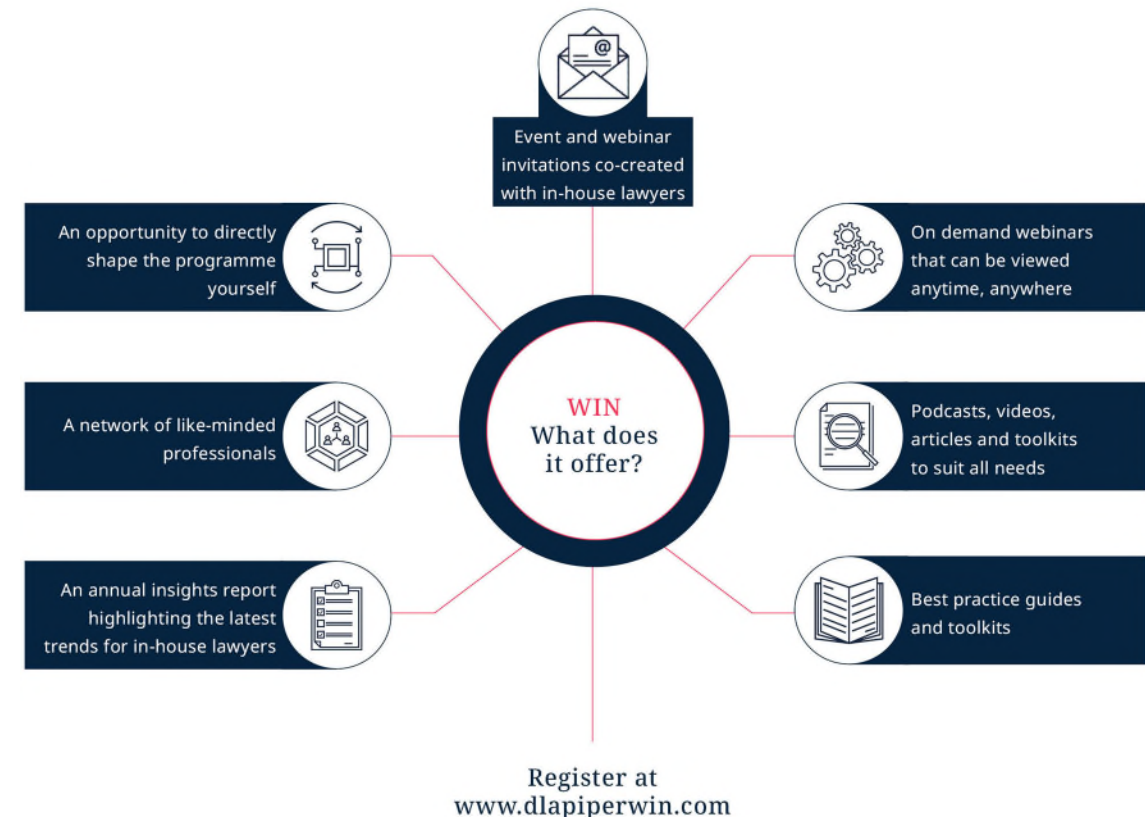 @
Event and webinar
invitations co-created
with in-house lawyers
An opportunity to directly
shape the programme
yourself
On demand webinars
that can be viewed
anytime, anywhere
A network of like-minded
professionals
WIN
What does
it offer?
Podcasts, videos,
articles and toolkits
to suit all needs
An annual insights report
highlighting the latest
trends for in-house lawyers
Best practice guides
and toolkits
Register at
www.dlapiperwin.com